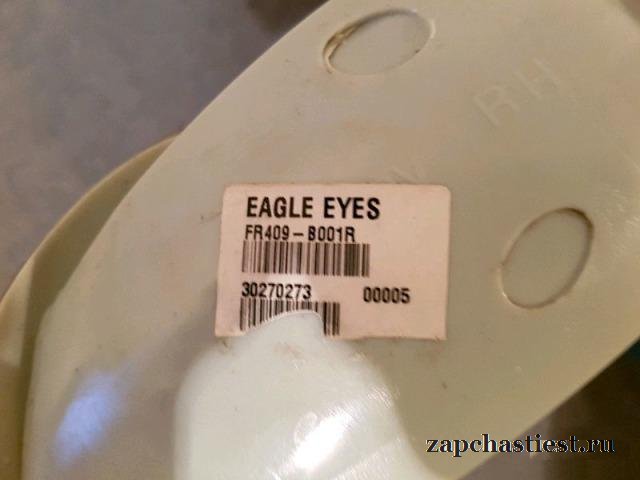 RH
EAGLE EYES
FR409-B001R
30270273 00005
zapchastiest.ru